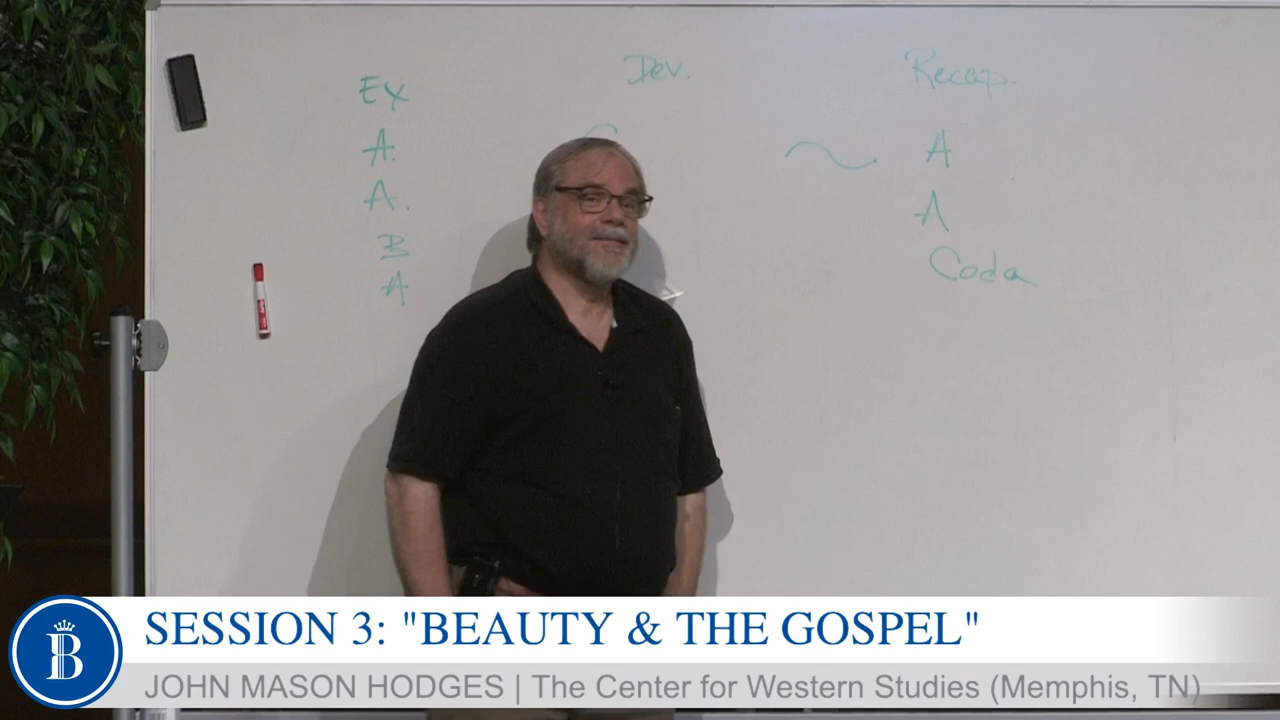 Ex
A.
A.
B
A
Dev.
Recap.
A
A
Coda
SESSION 3: "BEAUTY & THE GOSPEL"
JOHN MASON HODGES | The Center for Western Studies (Memphis, TN)
B